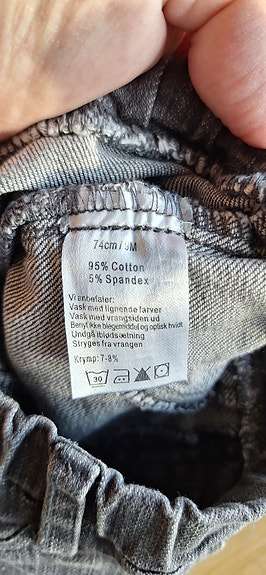 74cm / 9M
95% Cotton
5% Spandex
Vi anbefaler:
Vask med lignende farver
Vask med vrangsiden ud
Benyt ikke blegemiddel og optisk hvidt
Undgå iblødsætning
Stryges fra vrangen
Krymp: 7-8%
30